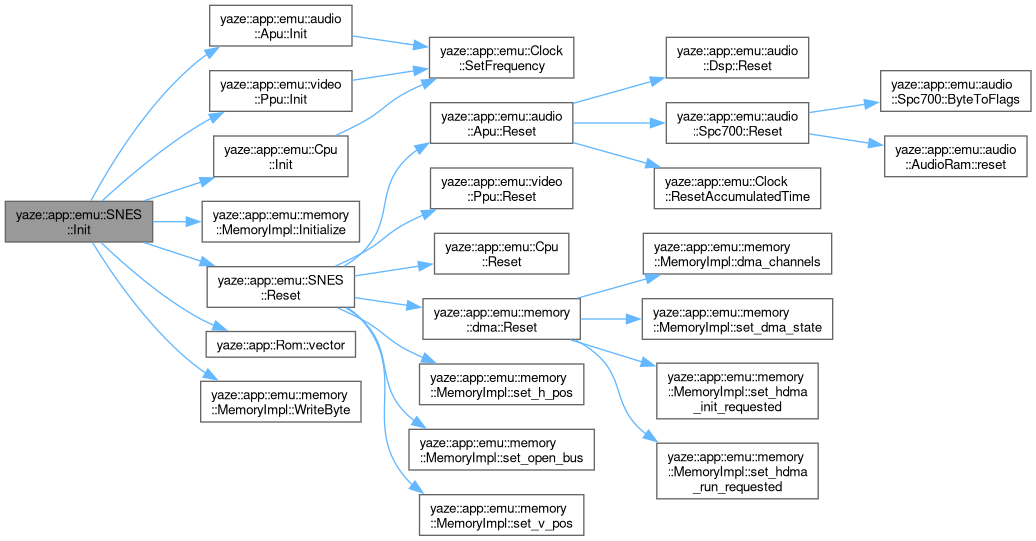 yaze::app::emu::SNES
::Init
yaze::app::emu::audio
::Apu::Init
yaze::app::emu::video
::Ppu::Init
yaze::app::emu::Cpu
::Init
yaze::app::emu::memory
::MemoryImpl::Initialize
yaze::app::emu::SNES
::Reset
yaze::app::Rom::vector
yaze::app::emu::memory
::MemoryImpl::WriteByte
yaze::app::emu::Clock
::SetFrequency
yaze::app::emu::audio
::Apu::Reset
yaze::app::emu::video
::Ppu::Reset
yaze::app::emu::Cpu
::Reset
yaze::app::emu::memory
::dma::Reset
yaze::app::emu::memory
::MemoryImpl::set_h_pos
yaze::app::emu::memory
::MemoryImpl::set_open_bus
yaze::app::emu::memory
::MemoryImpl::set_v_pos
yaze::app::emu::audio
::Dsp::Reset
yaze::app::emu::audio
::Spc700::Reset
yaze::app::emu::Clock
::ResetAccumulatedTime
yaze::app::emu::memory
::MemoryImpl::dma_channels
yaze::app::emu::memory
::MemoryImpl::set_dma_state
yaze::app::emu::memory
::MemoryImpl::set_hdma
_init_requested
yaze::app::emu::memory
::MemoryImpl::set_hdma
_run_requested
yaze::app::emu::audio
::Spc700::ByteToFlags
yaze::app::emu::audio
::AudioRam::reset